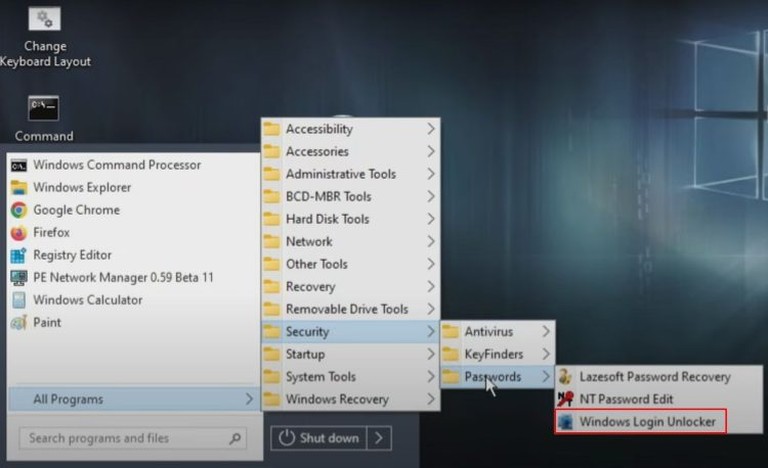 Change
Keyboard Layout
Command
Windows Command Processor
Windows Explorer
Google Chrome
Firefox
Registry Editor
PE Network Manager 0.59 Beta 11
Windows Calculator
Paint
All Programs
Search programs and files
Shut down
Accessibility
Accessories
Administrative Tools
BCD-MBR Tools
Hard Disk Tools
Network
Other Tools
Recovery
Removable Drive Tools
Security
Startup
System Tools
Windows Recovery
Antivirus
KeyFinders
Passwords
Lazesoft Password Recovery
NT Password Edit
Windows Login Unlocker